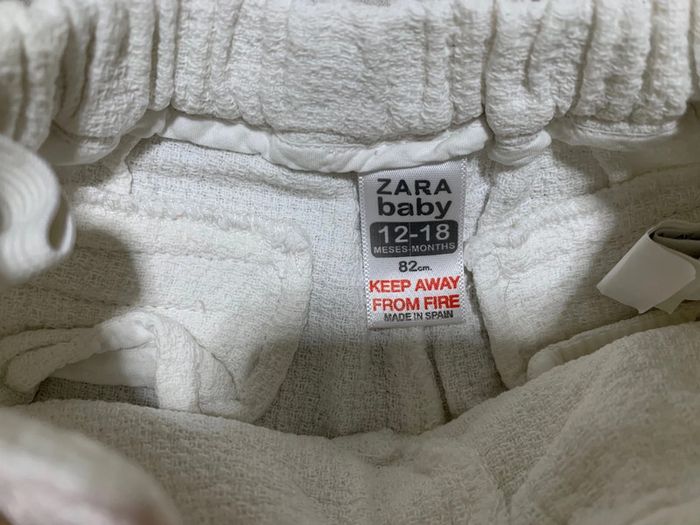 ZARA
baby
12-18
MESES-MONTHS
82cm.
KEEP AWAY
FROM FIRE
MADE IN SPAIN